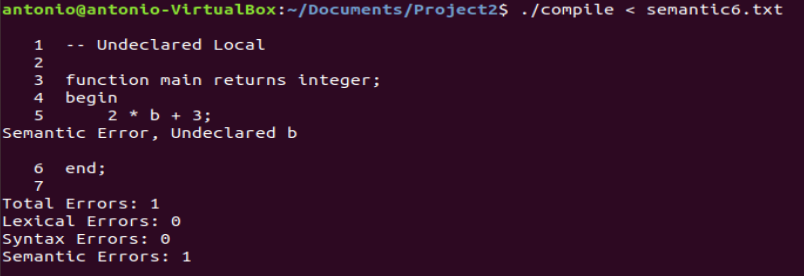 antonio@antonio-VirtualBox:~/Documents/Project2$ ./compile < semantic6.txt
1 -- Undeclared Local
2
3 function main returns integer;
4 begin
5 2 * b + 3;
Semantic Error, Undeclared b
6 end;
7
Total Errors: 1
Lexical Errors: 0
Syntax Errors: 0
Semantic Errors: 1